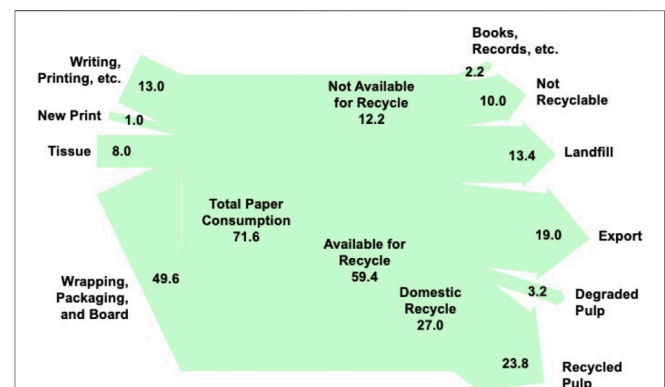 Books,
Records, etc.
2.2
Writing,
Printing, etc.
13.0
Not Available
for Recycle
12.2
10.0
Not
Recyclable
New Print
1.0
Tissue
8.0
13.4
Landfill
Total Paper
Consumption
71.6
19.0
Export
Available for
Recycle
59.4
Wrapping,
Packaging,
and Board
49.6
Domestic
Recycle
27.0
3.2
Degraded
Pulp
23.8
Recycled
Pulp